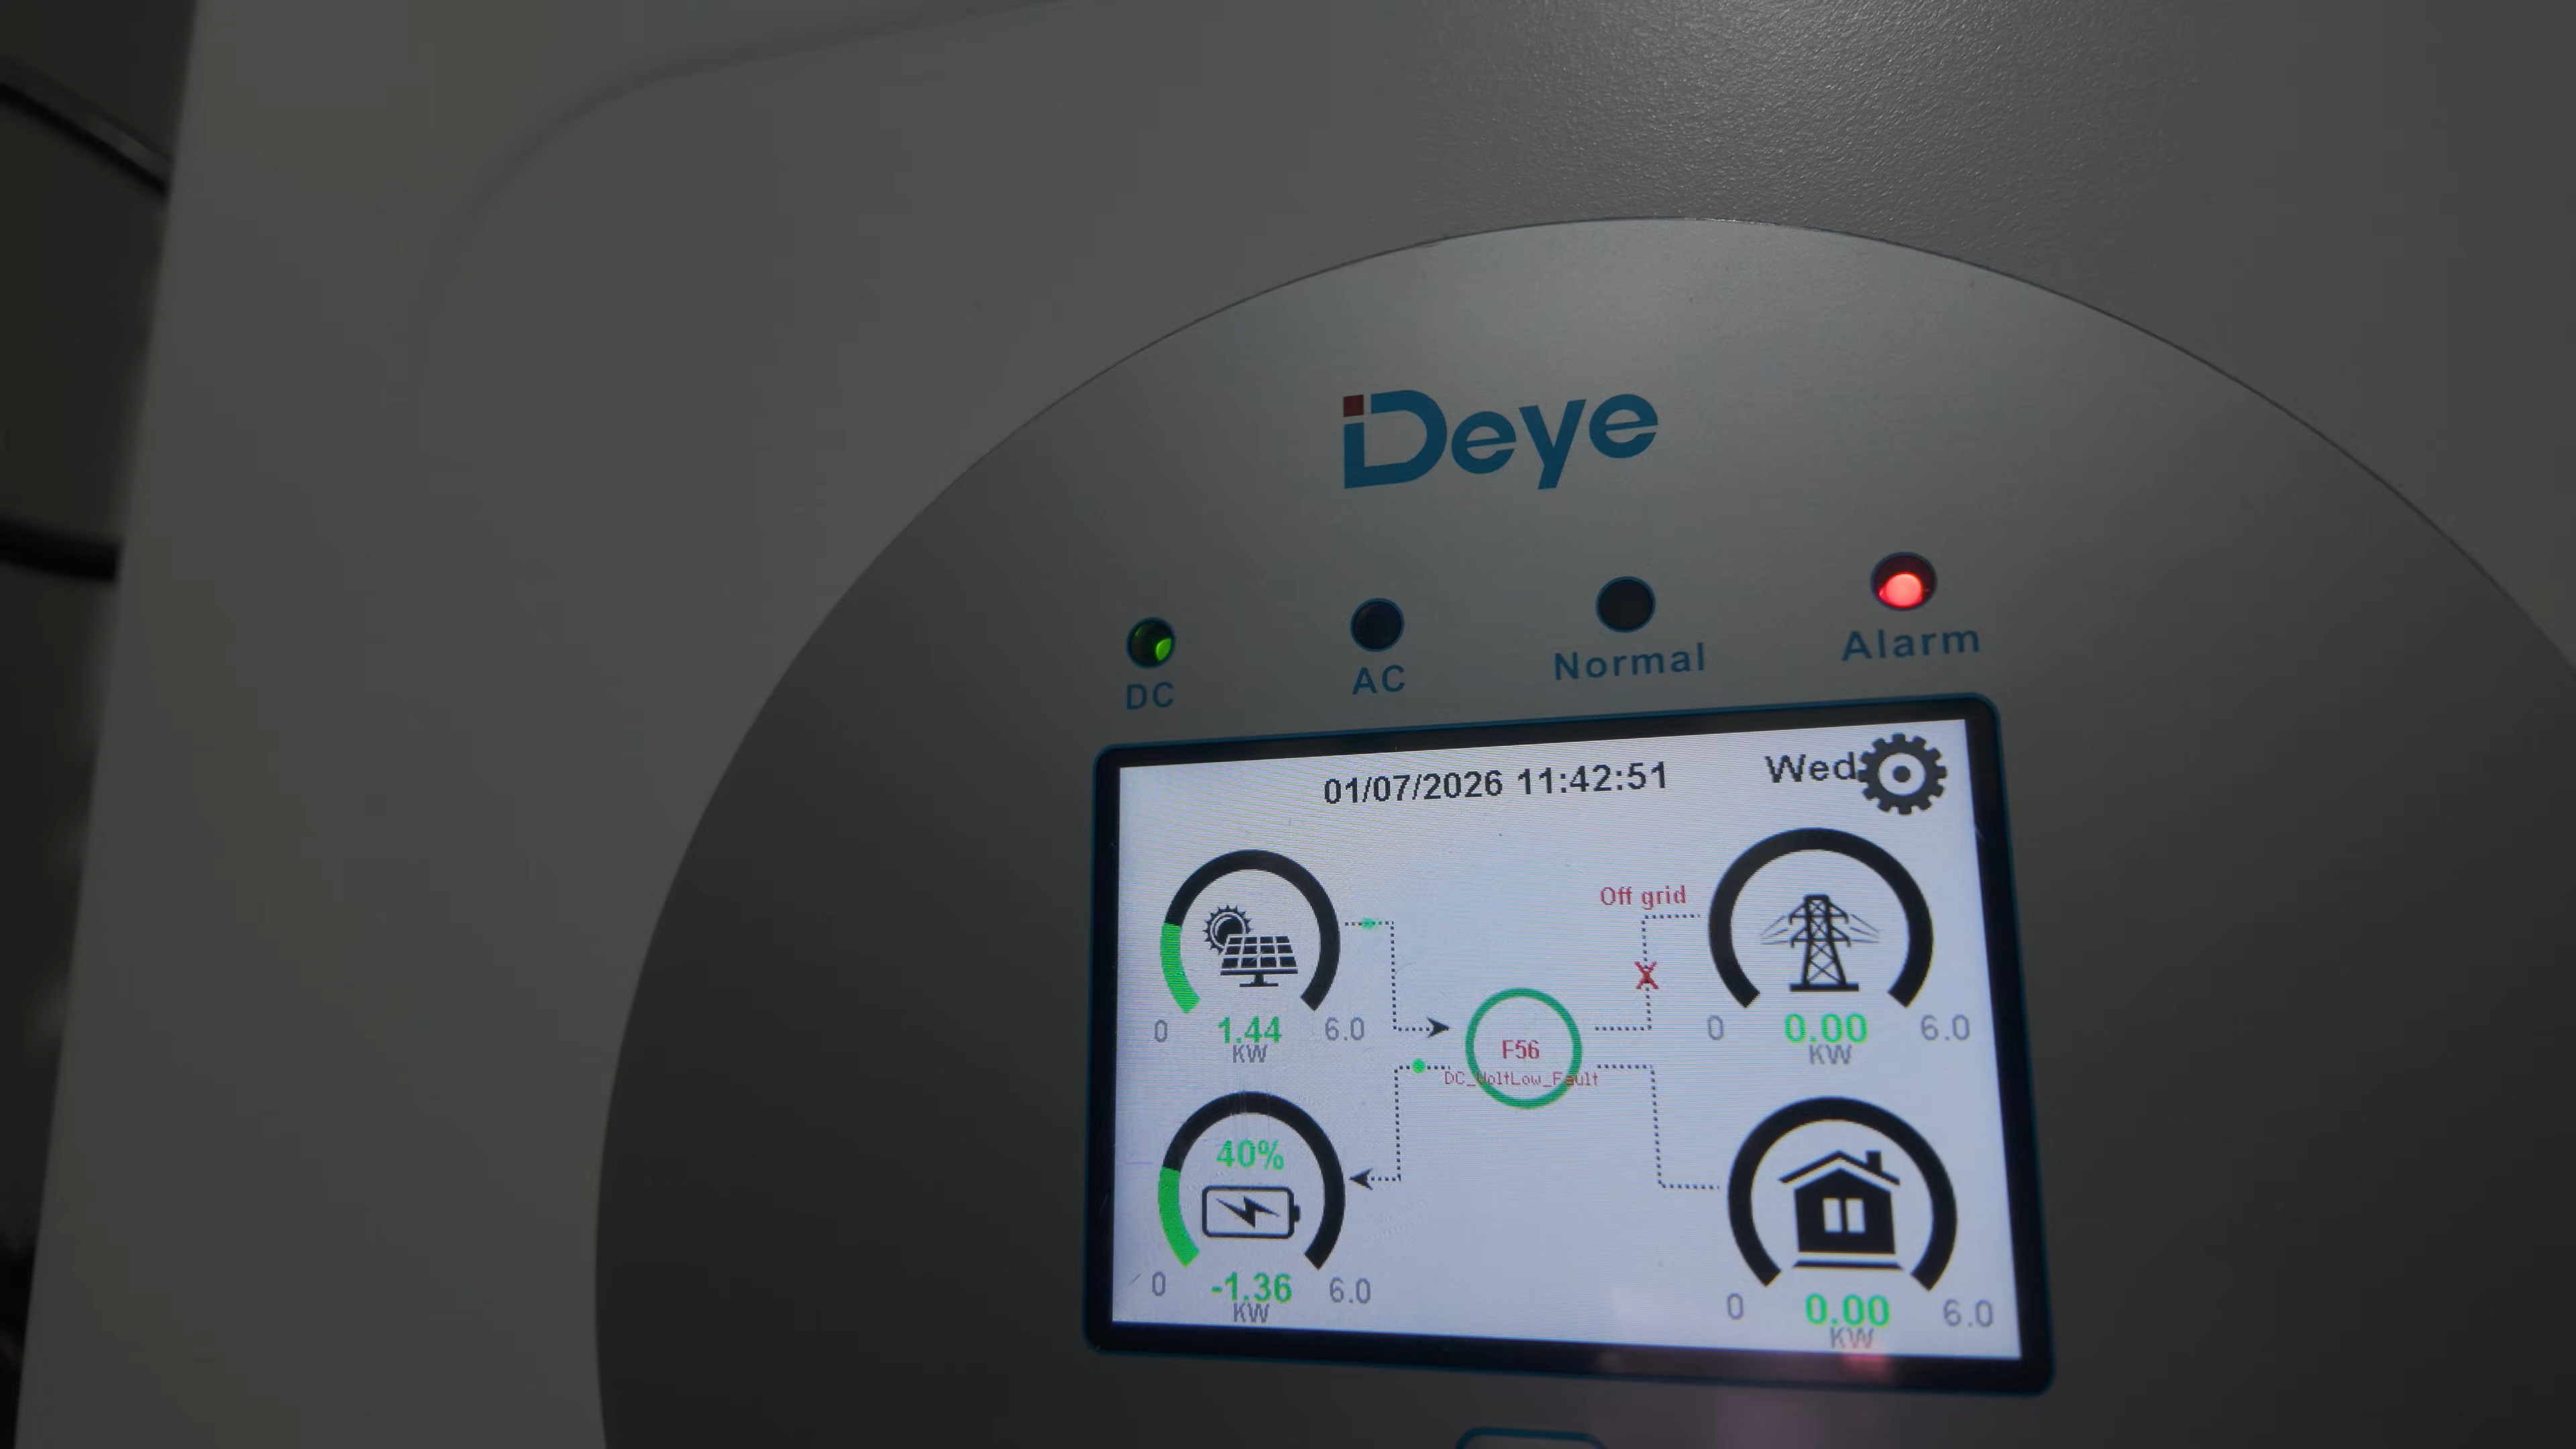 Deye
DC
AC
Normal
Alarm
01/07/2026 11:42:51
Wed
Off grid
0
1.44
6.0
KW
F56
DC_VoltLow_Fault
0
0.00
6.0
KW
40%
0
-1.36
6.0
KW
0
0.00
6.0
KW